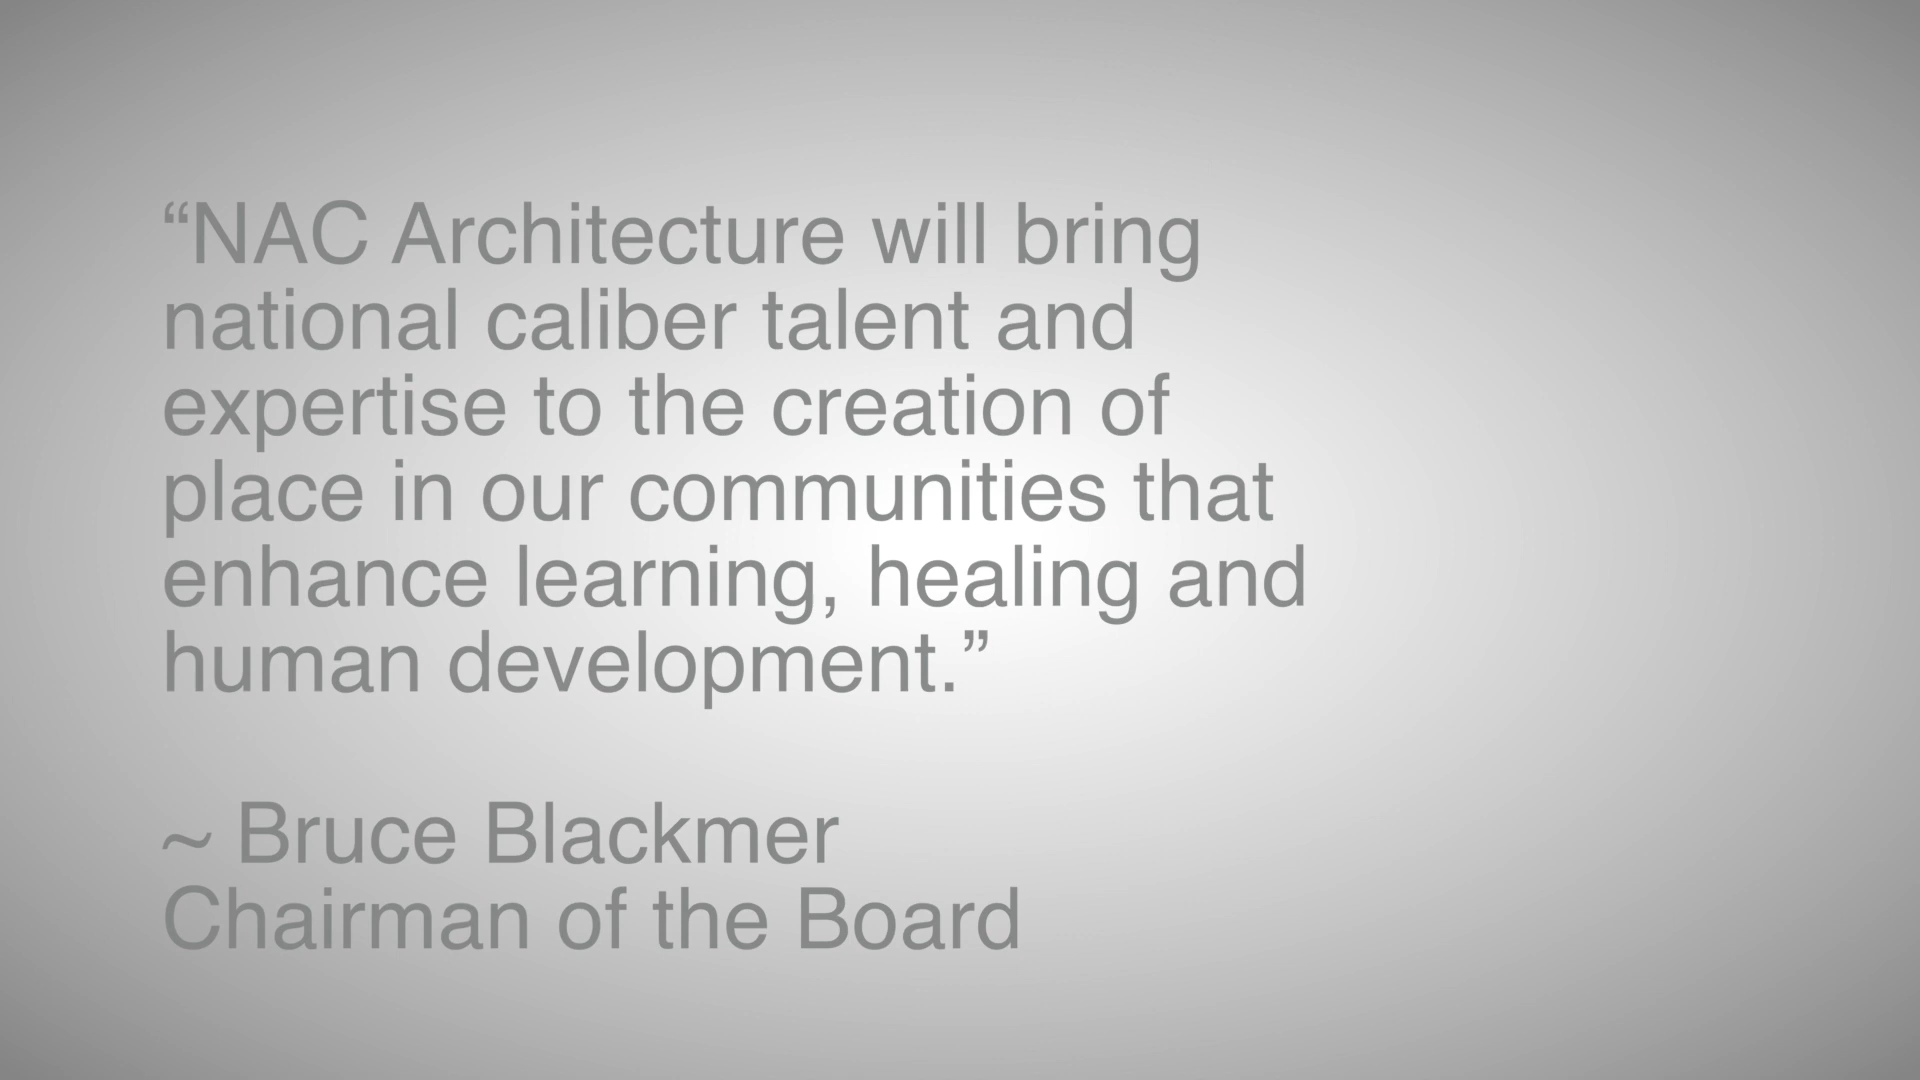 “NAC Architecture will bring
national caliber talent and
expertise to the creation of
place in our communities that
enhance learning, healing and
human development.”
~ Bruce Blackmer
Chairman of the Board